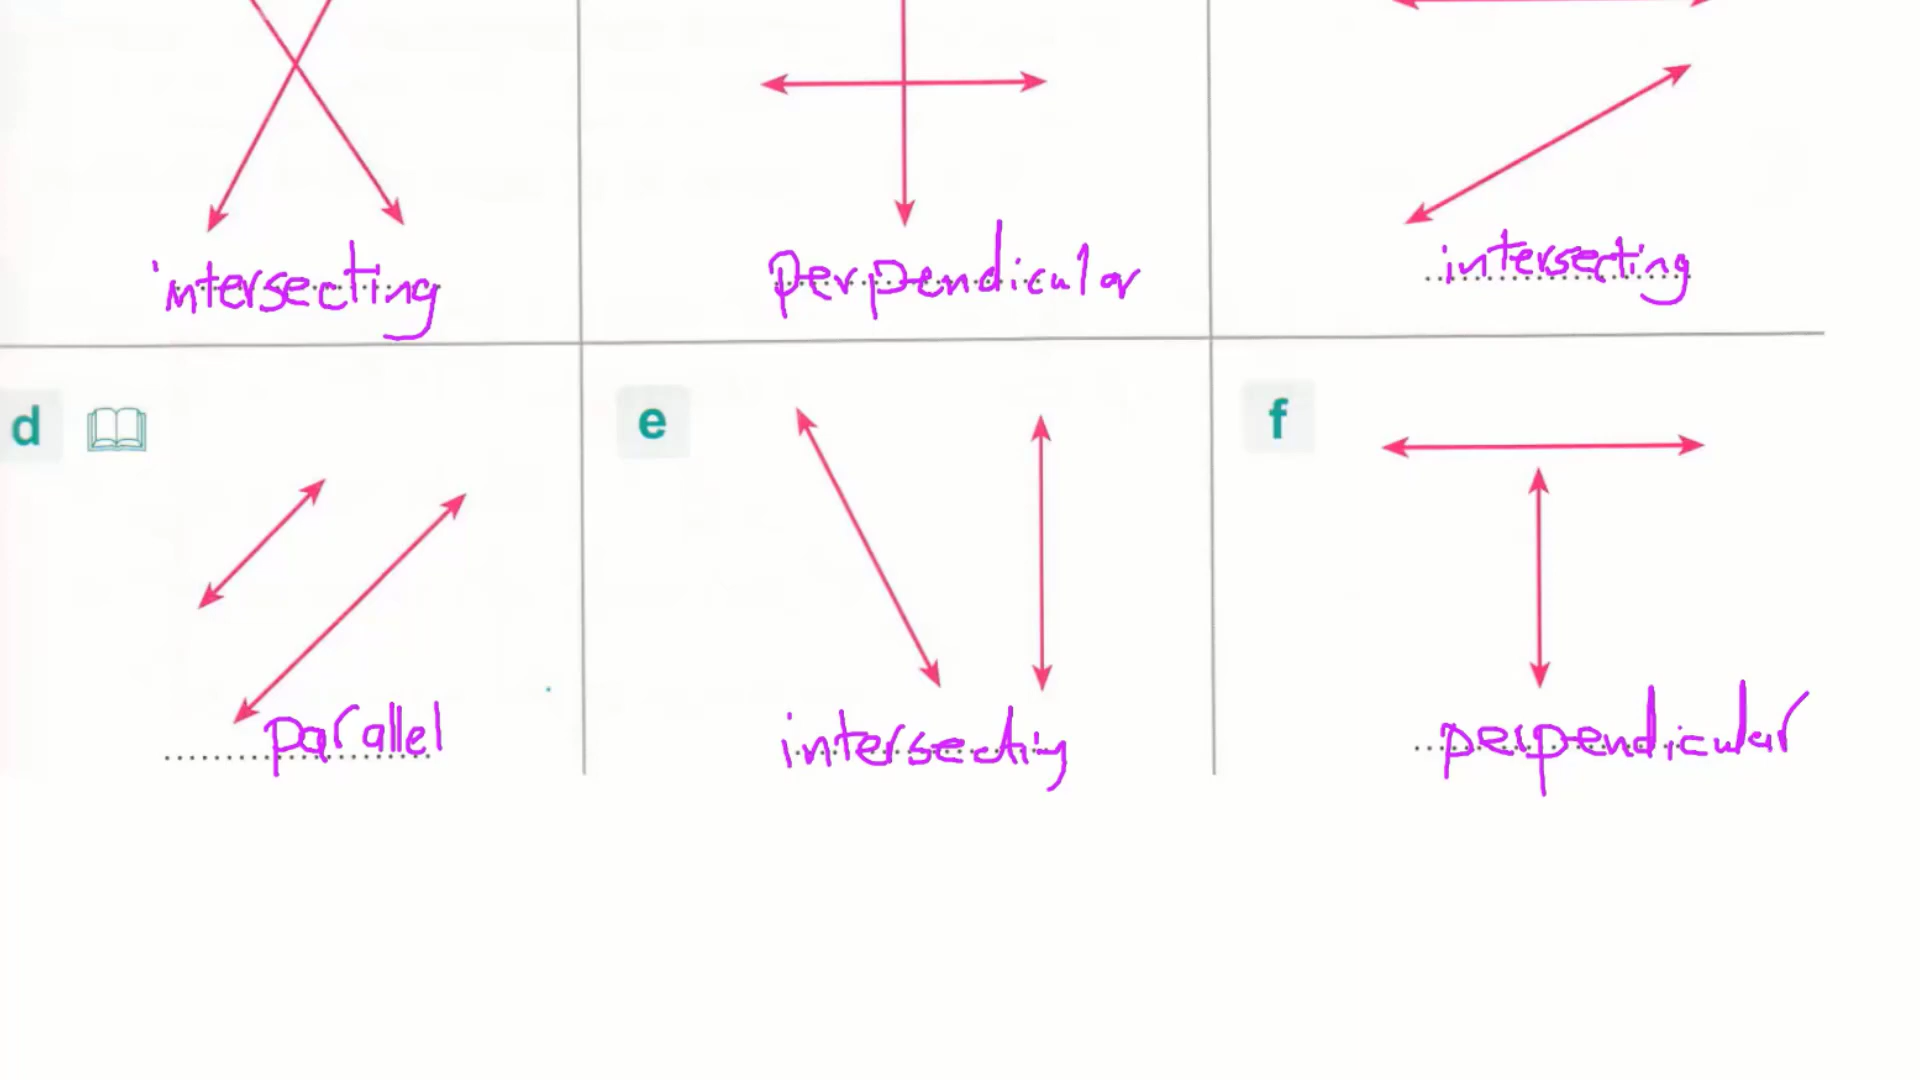 intersecting
perpendicular
intersecting
d
e
f
parallel
intersecting
perpendicular